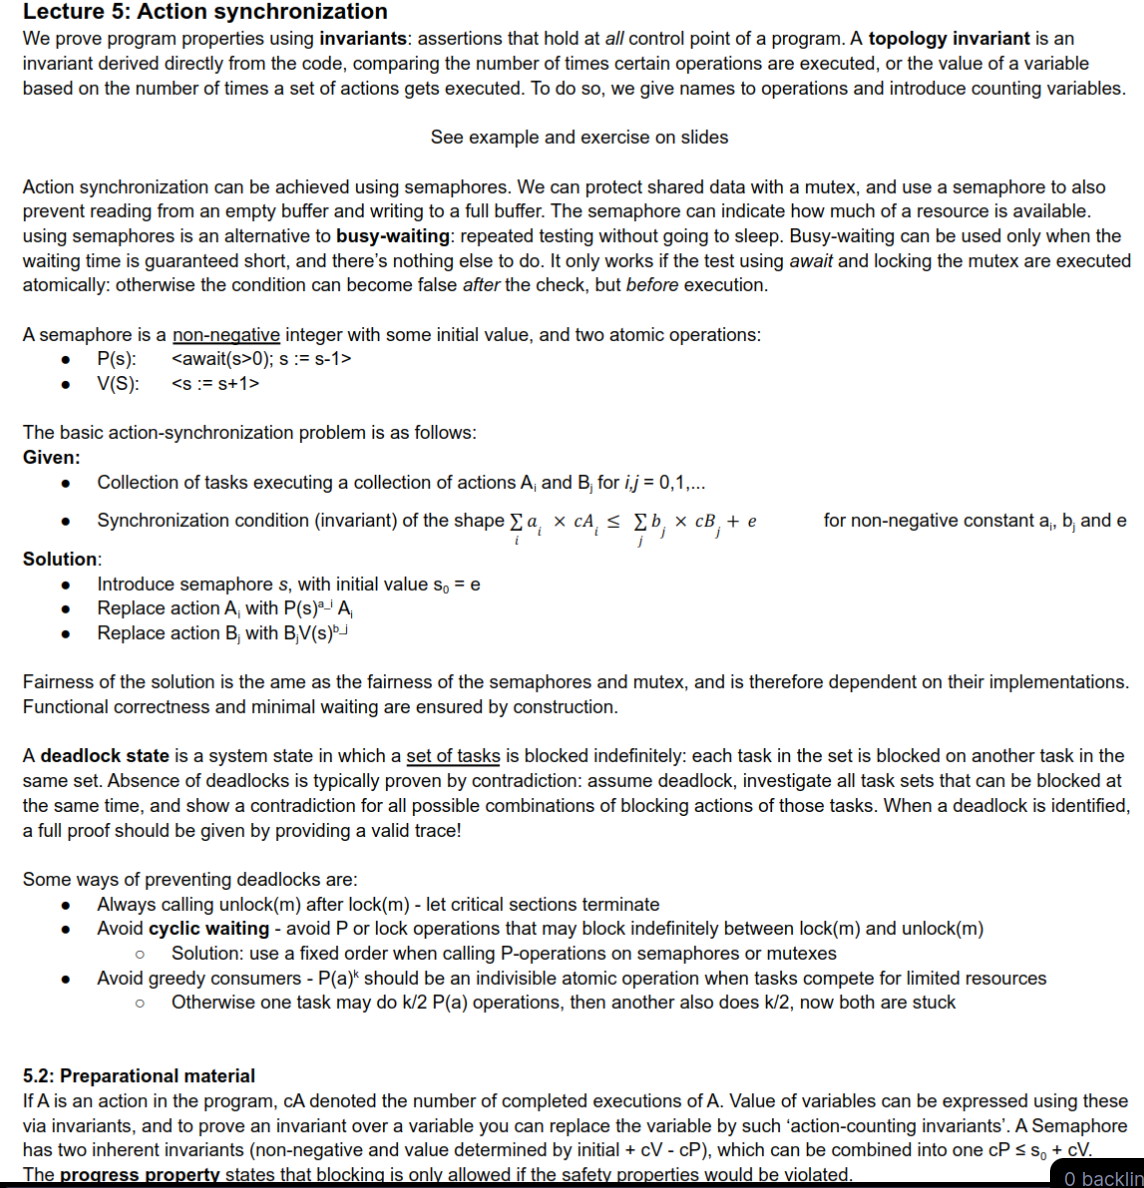 Lecture 5: Action synchronization
We prove program properties using invariants: assertions that hold at all control point of a program. A topology invariant is an
invariant derived directly from the code, comparing the number of times certain operations are executed, or the value of a variable
based on the number of times a set of actions gets executed. To do so, we give names to operations and introduce counting variables.
See example and exercise on slides
Action synchronization can be achieved using semaphores. We can protect shared data with a mutex, and use a semaphore to also
prevent reading from an empty buffer and writing to a full buffer. The semaphore can indicate how much of a resource is available.
using semaphores is an alternative to busy-waiting: repeated testing without going to sleep. Busy-waiting can be used only when the
waiting time is guaranteed short, and there's nothing else to do. It only works if the test using await and locking the mutex are executed
atomically: otherwise the condition can become false after the check, but before execution.
A semaphore is a non-negative integer with some initial value, and two atomic operations:
● P(s): <await(s>0); s := s-1>
● V(S): <s := s+1>
The basic action-synchronization problem is as follows:
Given:
● Collection of tasks executing a collection of actions Aᵢ and Bⱼ for i,j = 0,1,...
● Synchronization condition (invariant) of the shape ∑ᵢ aᵢ × cAᵢ ≤ ∑ⱼ bⱼ × cBⱼ + e for non-negative constant aᵢ, bⱼ and e
Solution:
● Introduce semaphore s, with initial value s₀ = e
● Replace action Aᵢ with P(s)^a_i Aᵢ
● Replace action Bⱼ with BⱼV(s)^b_j
Fairness of the solution is the ame as the fairness of the semaphores and mutex, and is therefore dependent on their implementations.
Functional correctness and minimal waiting are ensured by construction.
A deadlock state is a system state in which a set of tasks is blocked indefinitely: each task in the set is blocked on another task in the
same set. Absence of deadlocks is typically proven by contradiction: assume deadlock, investigate all task sets that can be blocked at
the same time, and show a contradiction for all possible combinations of blocking actions of those tasks. When a deadlock is identified,
a full proof should be given by providing a valid trace!
Some ways of preventing deadlocks are:
● Always calling unlock(m) after lock(m) - let critical sections terminate
● Avoid cyclic waiting - avoid P or lock operations that may block indefinitely between lock(m) and unlock(m)
○ Solution: use a fixed order when calling P-operations on semaphores or mutexes
● Avoid greedy consumers - P(a)ᵏ should be an indivisible atomic operation when tasks compete for limited resources
○ Otherwise one task may do k/2 P(a) operations, then another also does k/2, now both are stuck
5.2: Preparational material
If A is an action in the program, cA denoted the number of completed executions of A. Value of variables can be expressed using these
via invariants, and to prove an invariant over a variable you can replace the variable by such 'action-counting invariants'. A Semaphore
has two inherent invariants (non-negative and value determined by initial + cV - cP), which can be combined into one cP ≤ s₀ + cV.
The progress property states that blocking is only allowed if the safety properties would be violated.
0 backlin